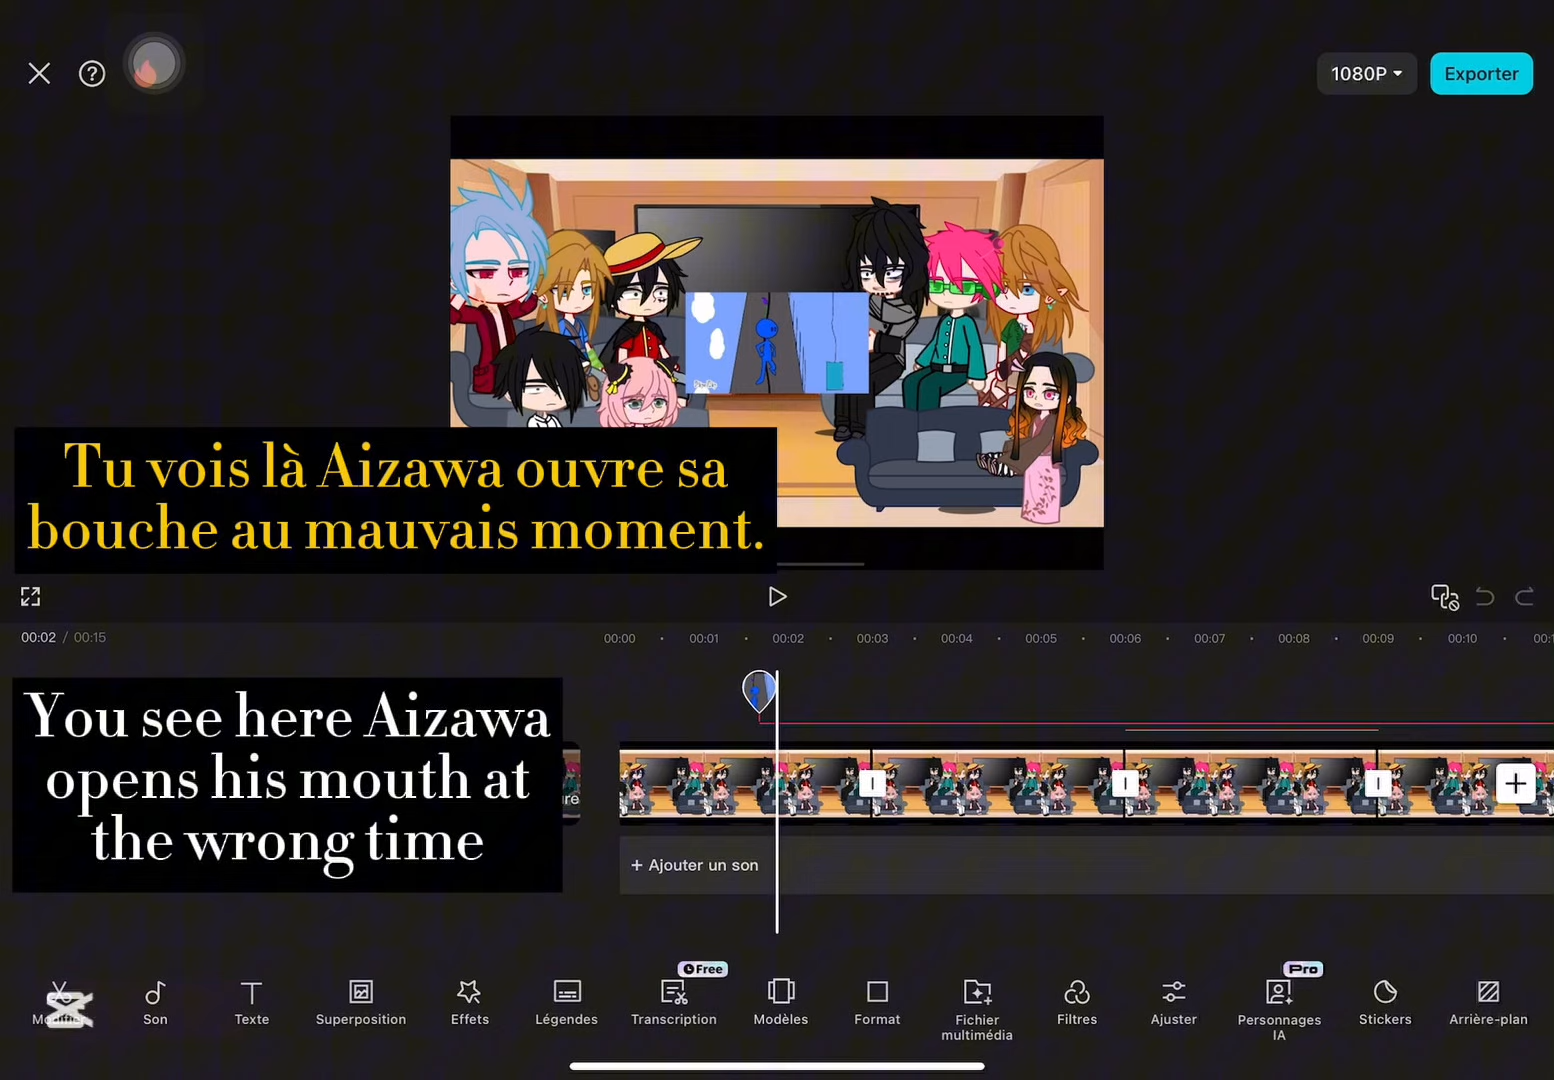 1080P
Exporter
Tu vois là Aizawa ouvre sa
bouche au mauvais moment.
00:02 / 00:15
00:00 00:01 00:02 00:03 00:04 00:05 00:06 00:07 00:08 00:09 00:10
You see here Aizawa
opens his mouth at
the wrong time
+ Ajouter un son
Free
Pro
Son
Texte
Superposition
Effets
Légendes
Transcription
Modèles
Format
Fichier
multimédia
Filtres
Ajuster
Personnages
IA
Stickers
Arrière-plan